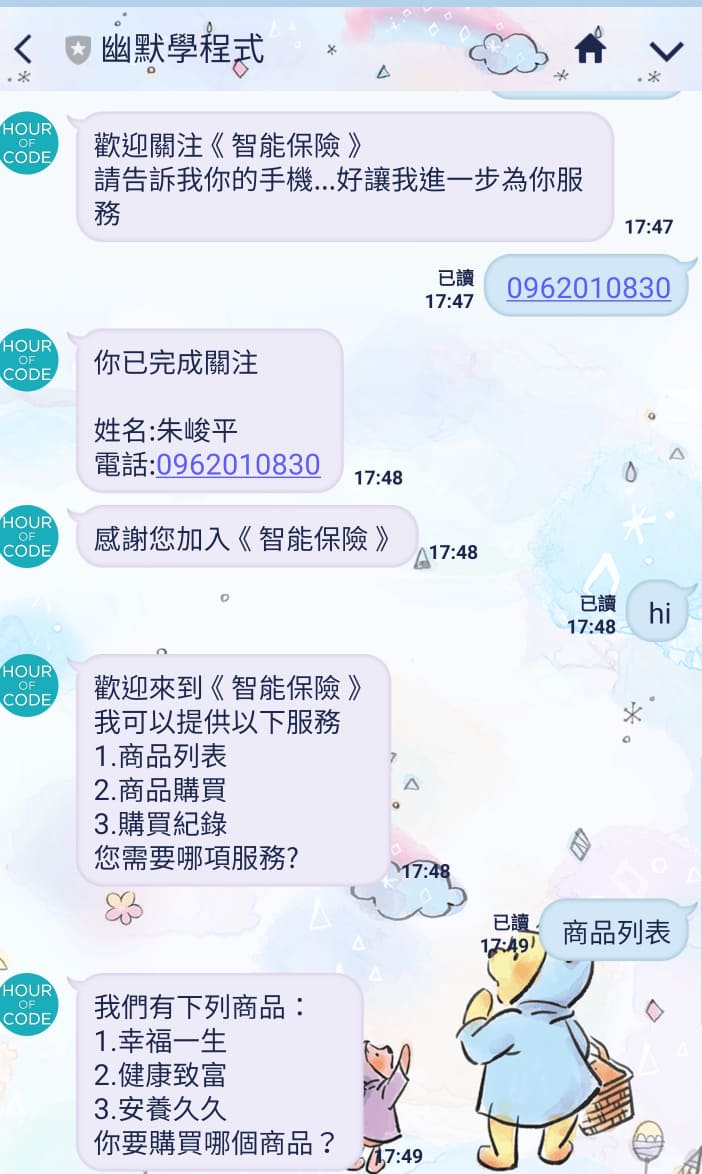 幽默學程式
HOUR
OF
CODE
歡迎關注《 智能保險 》
請告訴我你的手機...好讓我進一步為你服
務
17:47
已讀
17:47
0962010830
HOUR
OF
CODE
你已完成關注
姓名:朱峻平
電話:0962010830
17:48
HOUR
OF
CODE
感謝您加入《 智能保險 》
17:48
已讀
17:48
hi
HOUR
OF
CODE
歡迎來到《 智能保險 》
我可以提供以下服務
1.商品列表
2.商品購買
3.購買紀錄
您需要哪項服務?
17:48
已讀
17:49
商品列表
HOUR
OF
CODE
我們有下列商品：
1.幸福一生
2.健康致富
3.安養久久
你要購買哪個商品？
17:49